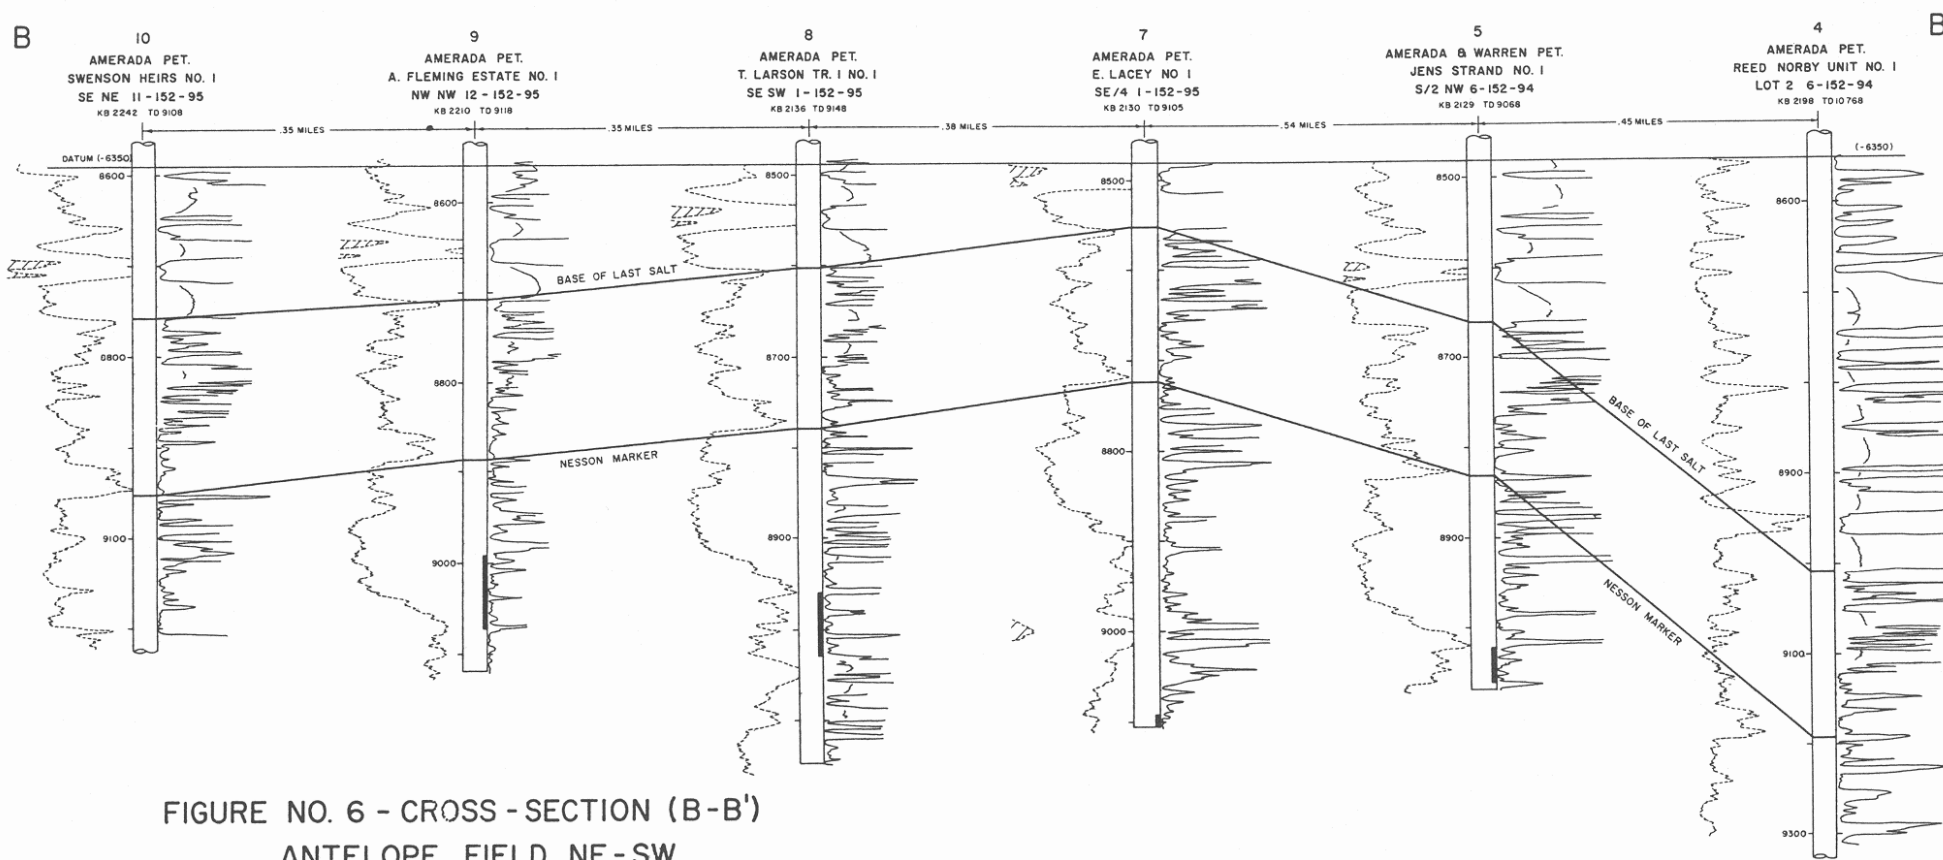 B
10
AMERADA PET.
SWENSON HEIRS NO. 1
SE NE 11-152-95
KB 2242 TD 9108
9
AMERADA PET.
A. FLEMING ESTATE NO. 1
NW NW 12-152-95
KB 2210 TD 9118
8
AMERADA PET.
T. LARSON TR. 1 NO. 1
SE SW 1-152-95
KB 2136 TD 9148
7
AMERADA PET.
E. LACEY NO 1
SE/4 1-152-95
KB 2130 TD 9105
5
AMERADA & WARREN PET.
JENS STRAND NO. 1
S/2 NW 6-152-94
KB 2129 TD 9068
4
AMERADA PET.
REED NORBY UNIT NO. 1
LOT 2 6-152-94
KB 2198 TD 10768
B
.35 MILES
.35 MILES
.38 MILES
.54 MILES
.45 MILES
DATUM (-6350)
(-6350)
8600
8800
9100
8600
8800
9000
8500
8700
8900
8500
8800
9000
8500
8700
8900
8600
8900
9100
9300
BASE OF LAST SALT
NESSON MARKER
BASE OF LAST SALT
NESSON MARKER
FIGURE NO. 6 - CROSS-SECTION (B-B')
ANTELOPE FIELD NE-SW